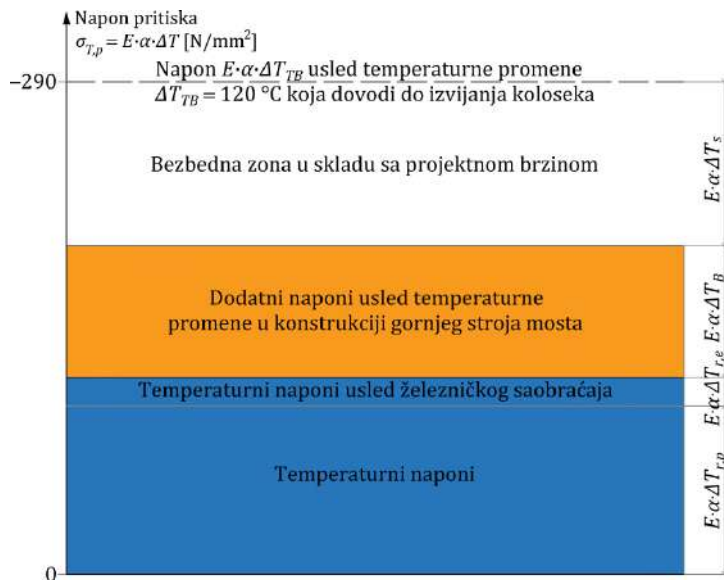 Napon pritiska
σT,p = E·α·ΔT [N/mm²]
Napon E·α·ΔTTB usled temperaturne promene
−290
ΔTTB = 120 °C koja dovodi do izvijanja koloseka
Bezbedna zona u skladu sa projektnom brzinom
E·α·ΔTs
Dodatni naponi usled temperaturne
promene u konstrukciji gornjeg stroja mosta
E·α·ΔTB
Temperaturni naponi usled železničkog saobraćaja
E·α·ΔTr,e
Temperaturni naponi
E·α·ΔTr,p
0